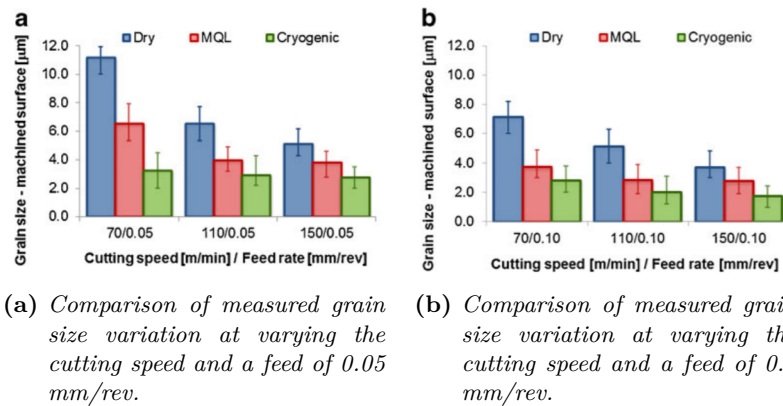 a
Dry MQL Cryogenic
Grain size - machined surface [µm]
12.0
10.0
8.0
6.0
4.0
2.0
0.0
70/0.05 110/0.05 150/0.05
Cutting speed [m/min] / Feed rate [mm/rev]
(a) Comparison of measured grain
size variation at varying the
cutting speed and a feed of 0.05
mm/rev.
b
Dry MQL Cryogenic
Grain size - machined surface [µm]
12.0
10.0
8.0
6.0
4.0
2.0
0.0
70/0.10 110/0.10 150/0.10
Cutting speed [m/min] / Feed rate [mm/rev]
(b) Comparison of measured grai
size variation at varying th
cutting speed and a feed of 0.
mm/rev.